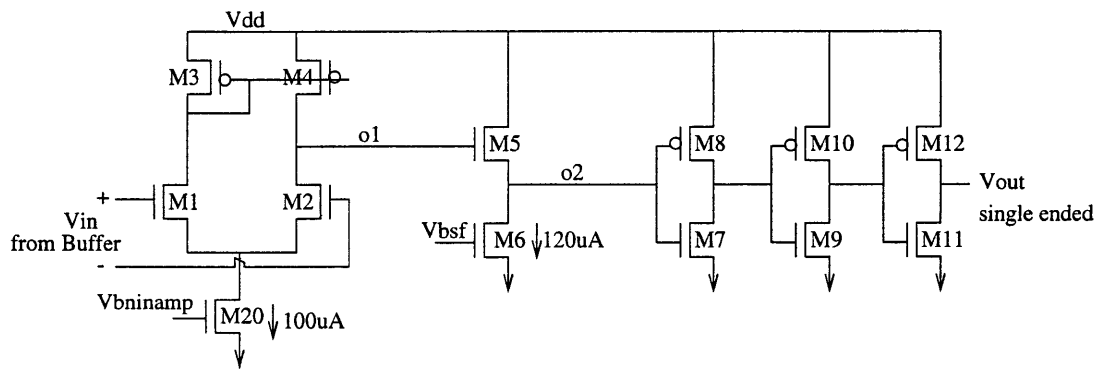 Vdd
M3
M4
o1
M5
M8
M10
M12
o2
+
M1
M2
Vout
single ended
Vin
from Buffer
-
Vbsf
M6
120uA
M7
M9
M11
Vbninamp
M20
100uA